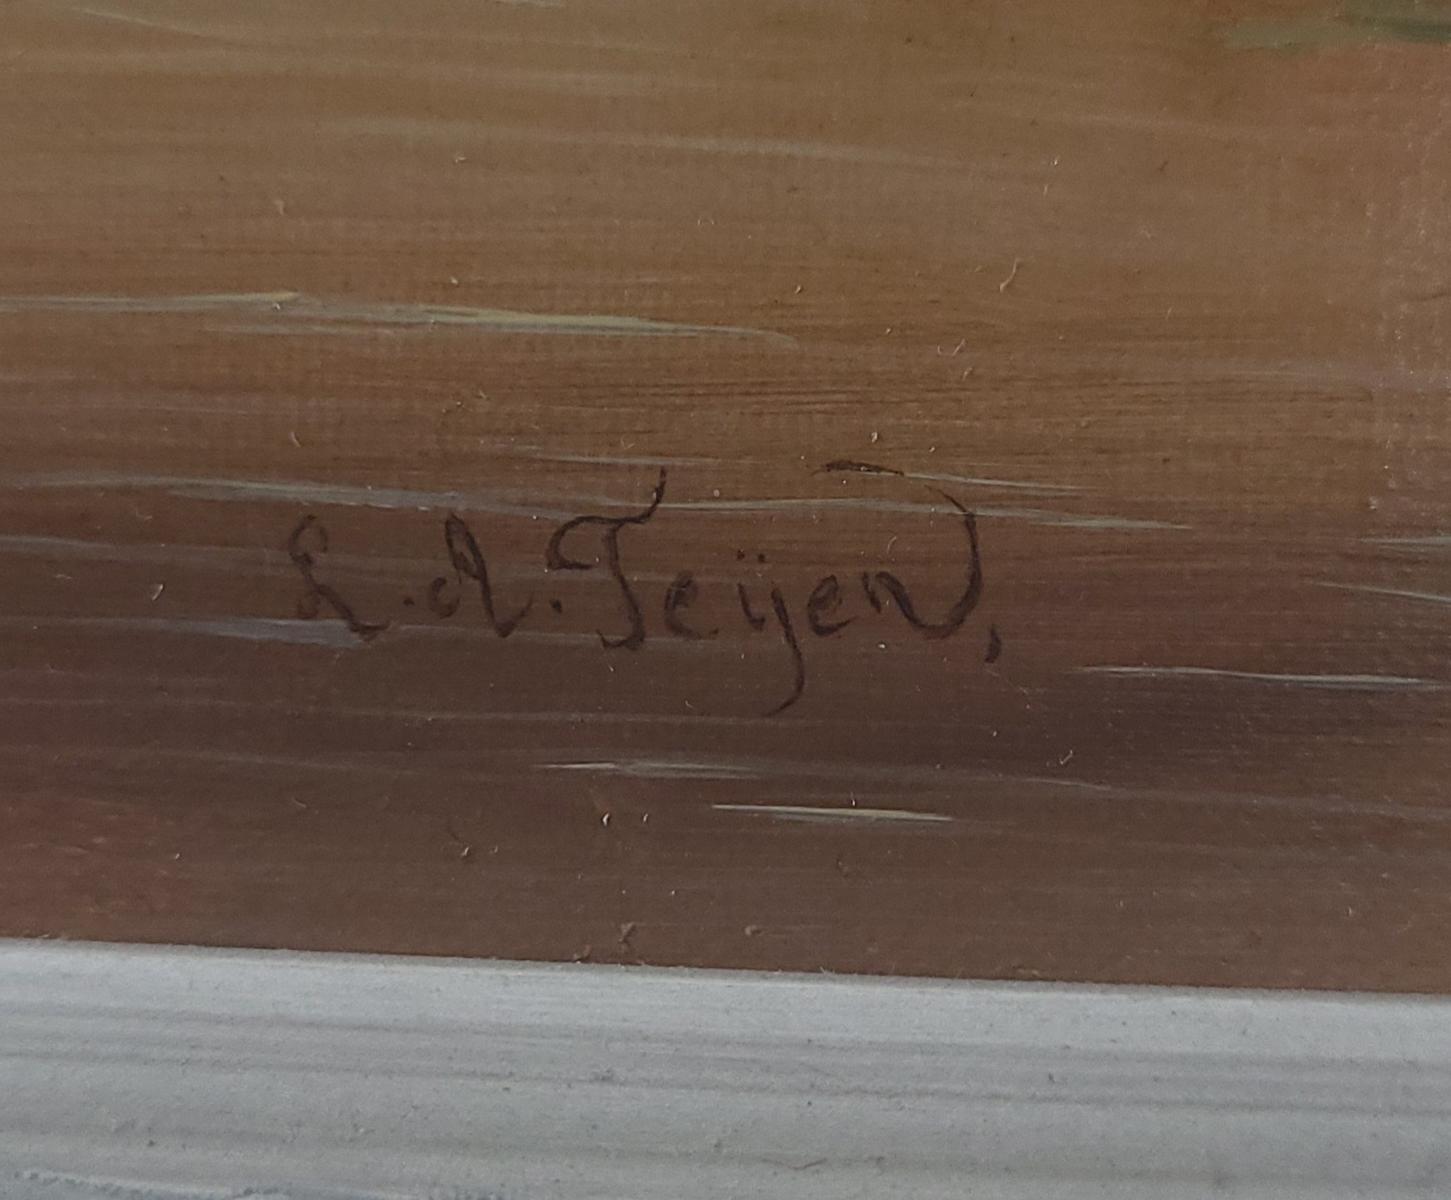 L.A. Teijen,